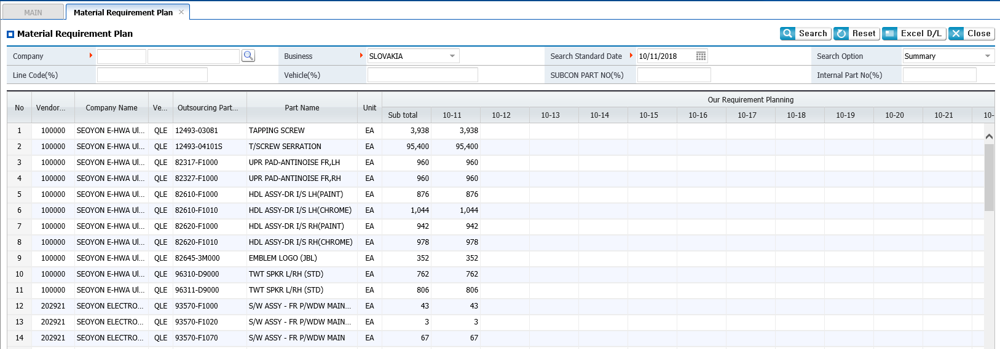 MAIN
Material Requirement Plan ×
Material Requirement Plan
Search Reset Excel D/L Close
Company Business SLOVAKIA Search Standard Date 10/11/2018 Search Option Summary
Line Code(%) Vehicle(%) SUBCON PART NO(%) Internal Part No(%)
Our Requirement Planning
No Vendor... Company Name Ve... Outsourcing Part... Part Name Unit Sub total 10-11 10-12 10-13 10-14 10-15 10-16 10-17 10-18 10-19 10-20 10-21 10-
1 100000 SEOYON E-HWA Ul... QLE 12493-03081 TAPPING SCREW EA 3,938 3,938
2 100000 SEOYON E-HWA Ul... QLE 12493-04101S T/SCREW SERRATION EA 95,400 95,400
3 100000 SEOYON E-HWA Ul... QLE 82317-F1000 UPR PAD-ANTINOISE FR,LH EA 960 960
4 100000 SEOYON E-HWA Ul... QLE 82327-F1000 UPR PAD-ANTINOISE FR,RH EA 960 960
5 100000 SEOYON E-HWA Ul... QLE 82610-F1000 HDL ASSY-DR I/S LH(PAINT) EA 876 876
6 100000 SEOYON E-HWA Ul... QLE 82610-F1010 HDL ASSY-DR I/S LH(CHROME) EA 1,044 1,044
7 100000 SEOYON E-HWA Ul... QLE 82620-F1000 HDL ASSY-DR I/S RH(PAINT) EA 942 942
8 100000 SEOYON E-HWA Ul... QLE 82620-F1010 HDL ASSY-DR I/S RH(CHROME) EA 978 978
9 100000 SEOYON E-HWA Ul... QLE 82645-3M000 EMBLEM LOGO (JBL) EA 352 352
10 100000 SEOYON E-HWA Ul... QLE 96310-D9000 TWT SPKR L/RH (STD) EA 762 762
11 100000 SEOYON E-HWA Ul... QLE 96311-D9000 TWT SPKR L/RH (STD) EA 806 806
12 202921 SEOYON ELECTRO... QLE 93570-F1000 S/W ASSY - FR P/WDW MAIN... EA 43 43
13 202921 SEOYON ELECTRO... QLE 93570-F1020 S/W ASSY - FR P/WDW MAIN... EA 3 3
14 202921 SEOYON ELECTRO... QLE 93570-F1070 S/W ASSY - FR P/WDW MAIN EA 67 67